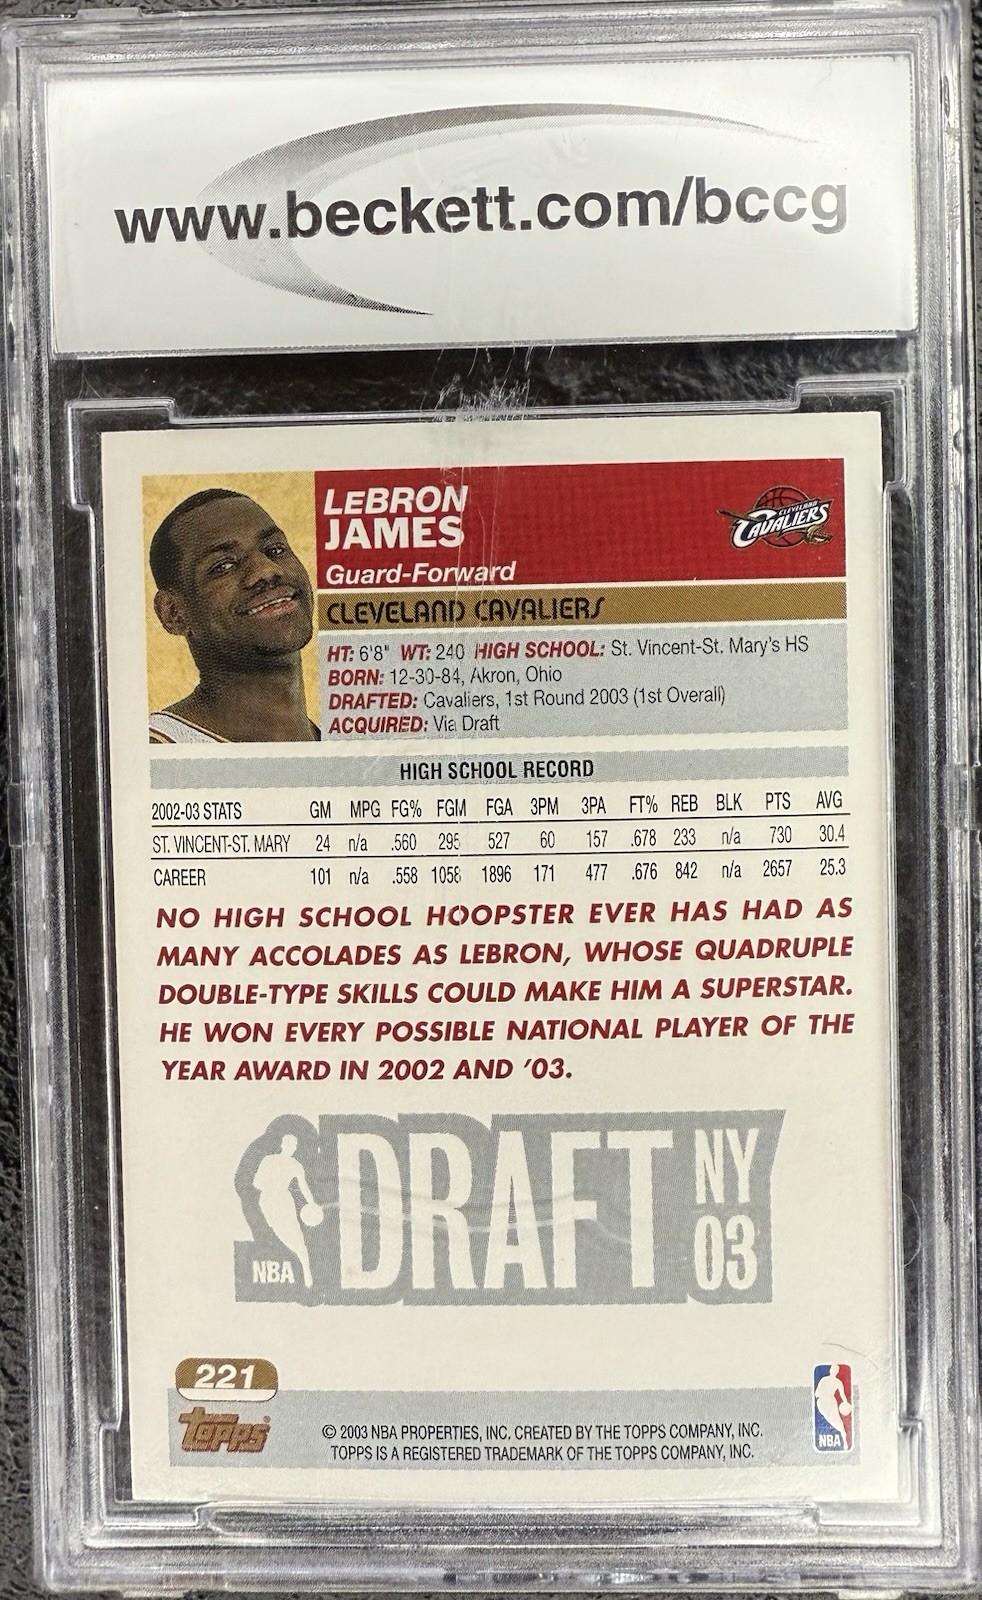 www.beckett.com/bccg
LEBRON
JAMES
Guard-Forward
CLEVELAND
CAVALIERS
CLEVELAND CAVALIERS
HT: 6'8" WT: 240 HIGH SCHOOL: St. Vincent-St. Mary's HS
BORN: 12-30-84, Akron, Ohio
DRAFTED: Cavaliers, 1st Round 2003 (1st Overall)
ACQUIRED: Via Draft
HIGH SCHOOL RECORD
2002-03 STATS GM MPG FG% FGM FGA 3PM 3PA FT% REB BLK PTS AVG
ST. VINCENT-ST. MARY 24 n/a .560 295 527 60 157 .678 233 n/a 730 30.4
CAREER 101 n/a .558 1058 1896 171 477 .676 842 n/a 2657 25.3
NO HIGH SCHOOL HOOPSTER EVER HAS HAD AS
MANY ACCOLADES AS LEBRON, WHOSE QUADRUPLE
DOUBLE-TYPE SKILLS COULD MAKE HIM A SUPERSTAR.
HE WON EVERY POSSIBLE NATIONAL PLAYER OF THE
YEAR AWARD IN 2002 AND '03.
NBA DRAFT NY
03
221
Topps®
© 2003 NBA PROPERTIES, INC. CREATED BY THE TOPPS COMPANY, INC.
TOPPS IS A REGISTERED TRADEMARK OF THE TOPPS COMPANY, INC.
NBA